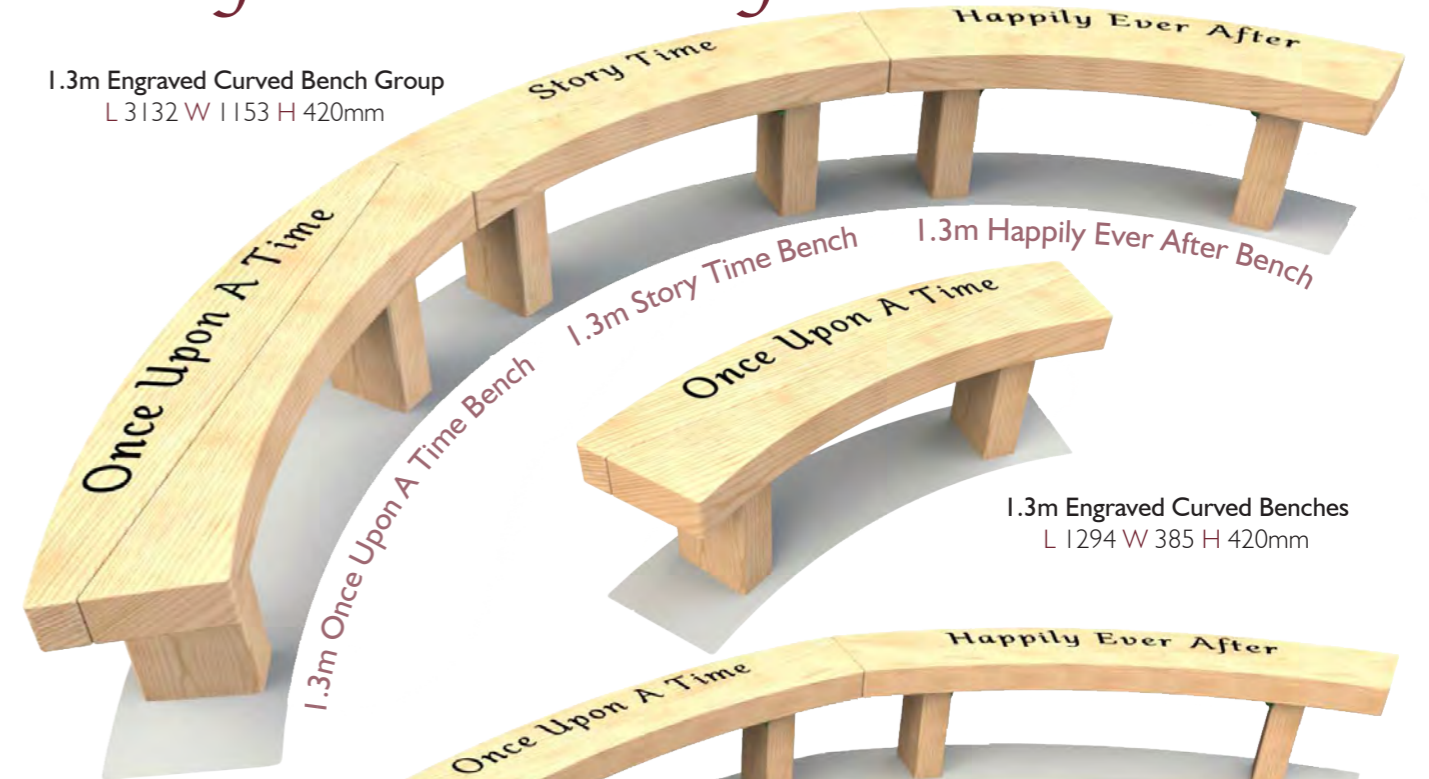 Happily Ever After
Story Time
1.3m Engraved Curved Bench Group
L 3132 W 1153 H 420mm
Once Upon A Time
1.3m Happily Ever After Bench
1.3m Story Time Bench
1.3m Once Upon A Time Bench
Once Upon A Time
1.3m Engraved Curved Benches
L 1294 W 385 H 420mm
Happily Ever After
Once Upon A Time